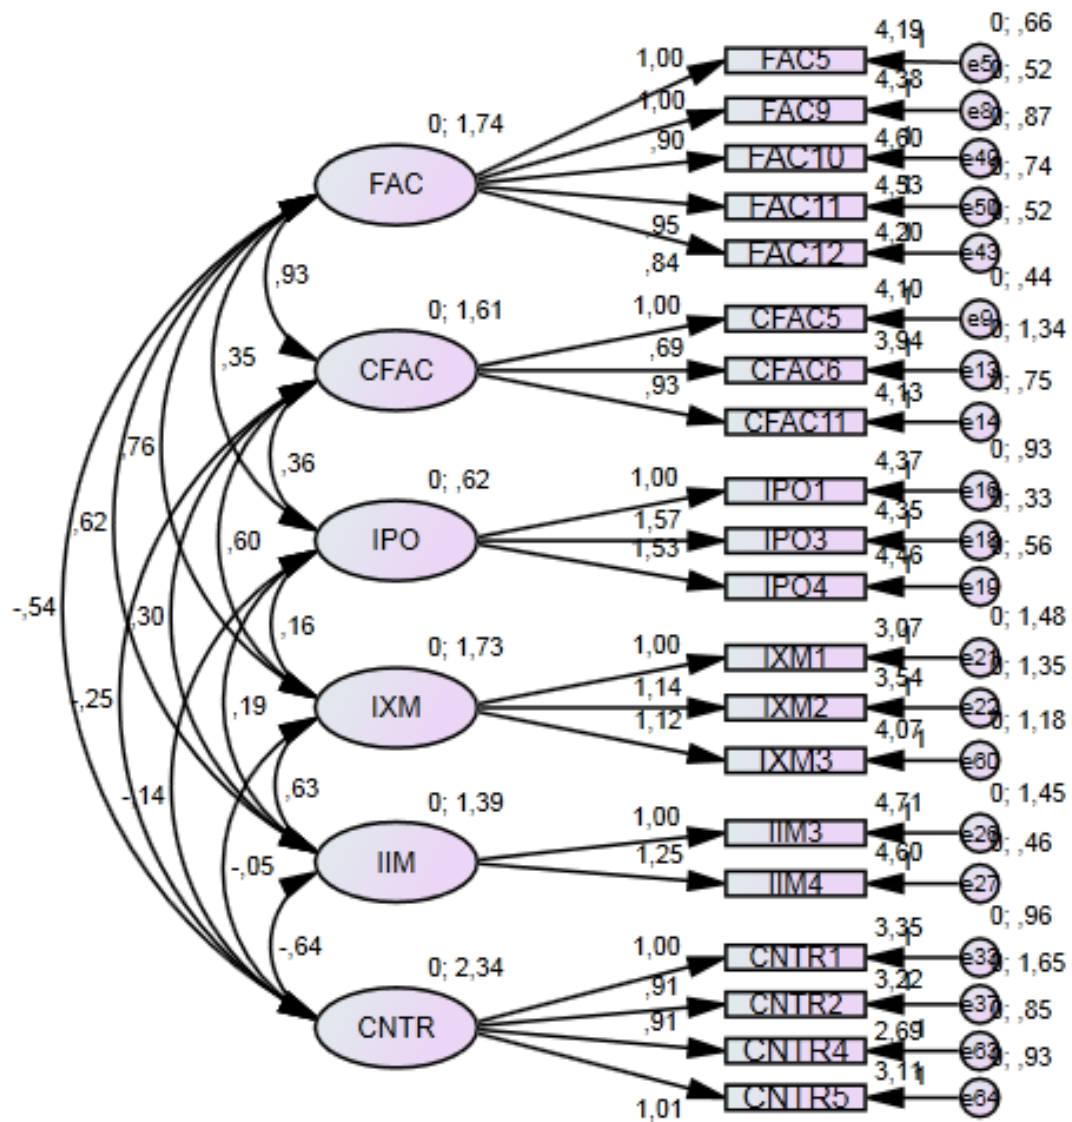 0; ,66
4,19
1,00 FAC5 e5 0; ,52
4,38
1,00 FAC9 e8 0; ,87
0; 1,74
4,60
,90 FAC10 e49 0; ,74
FAC
4,53
,95 FAC11 e50 0; ,52
4,20
,84 FAC12 e43
0; ,44
,93
4,10
0; 1,61 1,00 CFAC5 e9 0; 1,34
3,94
,35 CFAC ,69 CFAC6 e13 0; ,75
4,13
,93 CFAC11 e14
0; ,93
,76 ,36
4,37
0; ,62 1,00 IPO1 e16 0; ,33
4,35
,62 ,60 IPO 1,57 IPO3 e18 0; ,56
4,46
1,53 IPO4 e19
-,54 ,30 ,16
0; 1,48
3,07
0; 1,73 1,00 IXM1 e21 0; 1,35
3,54
-,25 ,19 IXM 1,14 IXM2 e22 0; 1,18
4,07
1,12 IXM3 e60
-,14 ,63
0; 1,45
4,71
0; 1,39 1,00 IIM3 e26 0; ,46
4,60
-,05 IIM 1,25 IIM4 e27
0; ,96
-,64
3,35
0; 2,34 1,00 CNTR1 e33 0; 1,65
3,22
,91 CNTR2 e37 0; ,85
CNTR
2,69
,91 CNTR4 e63 0; ,93
3,11
1,01 CNTR5 e64